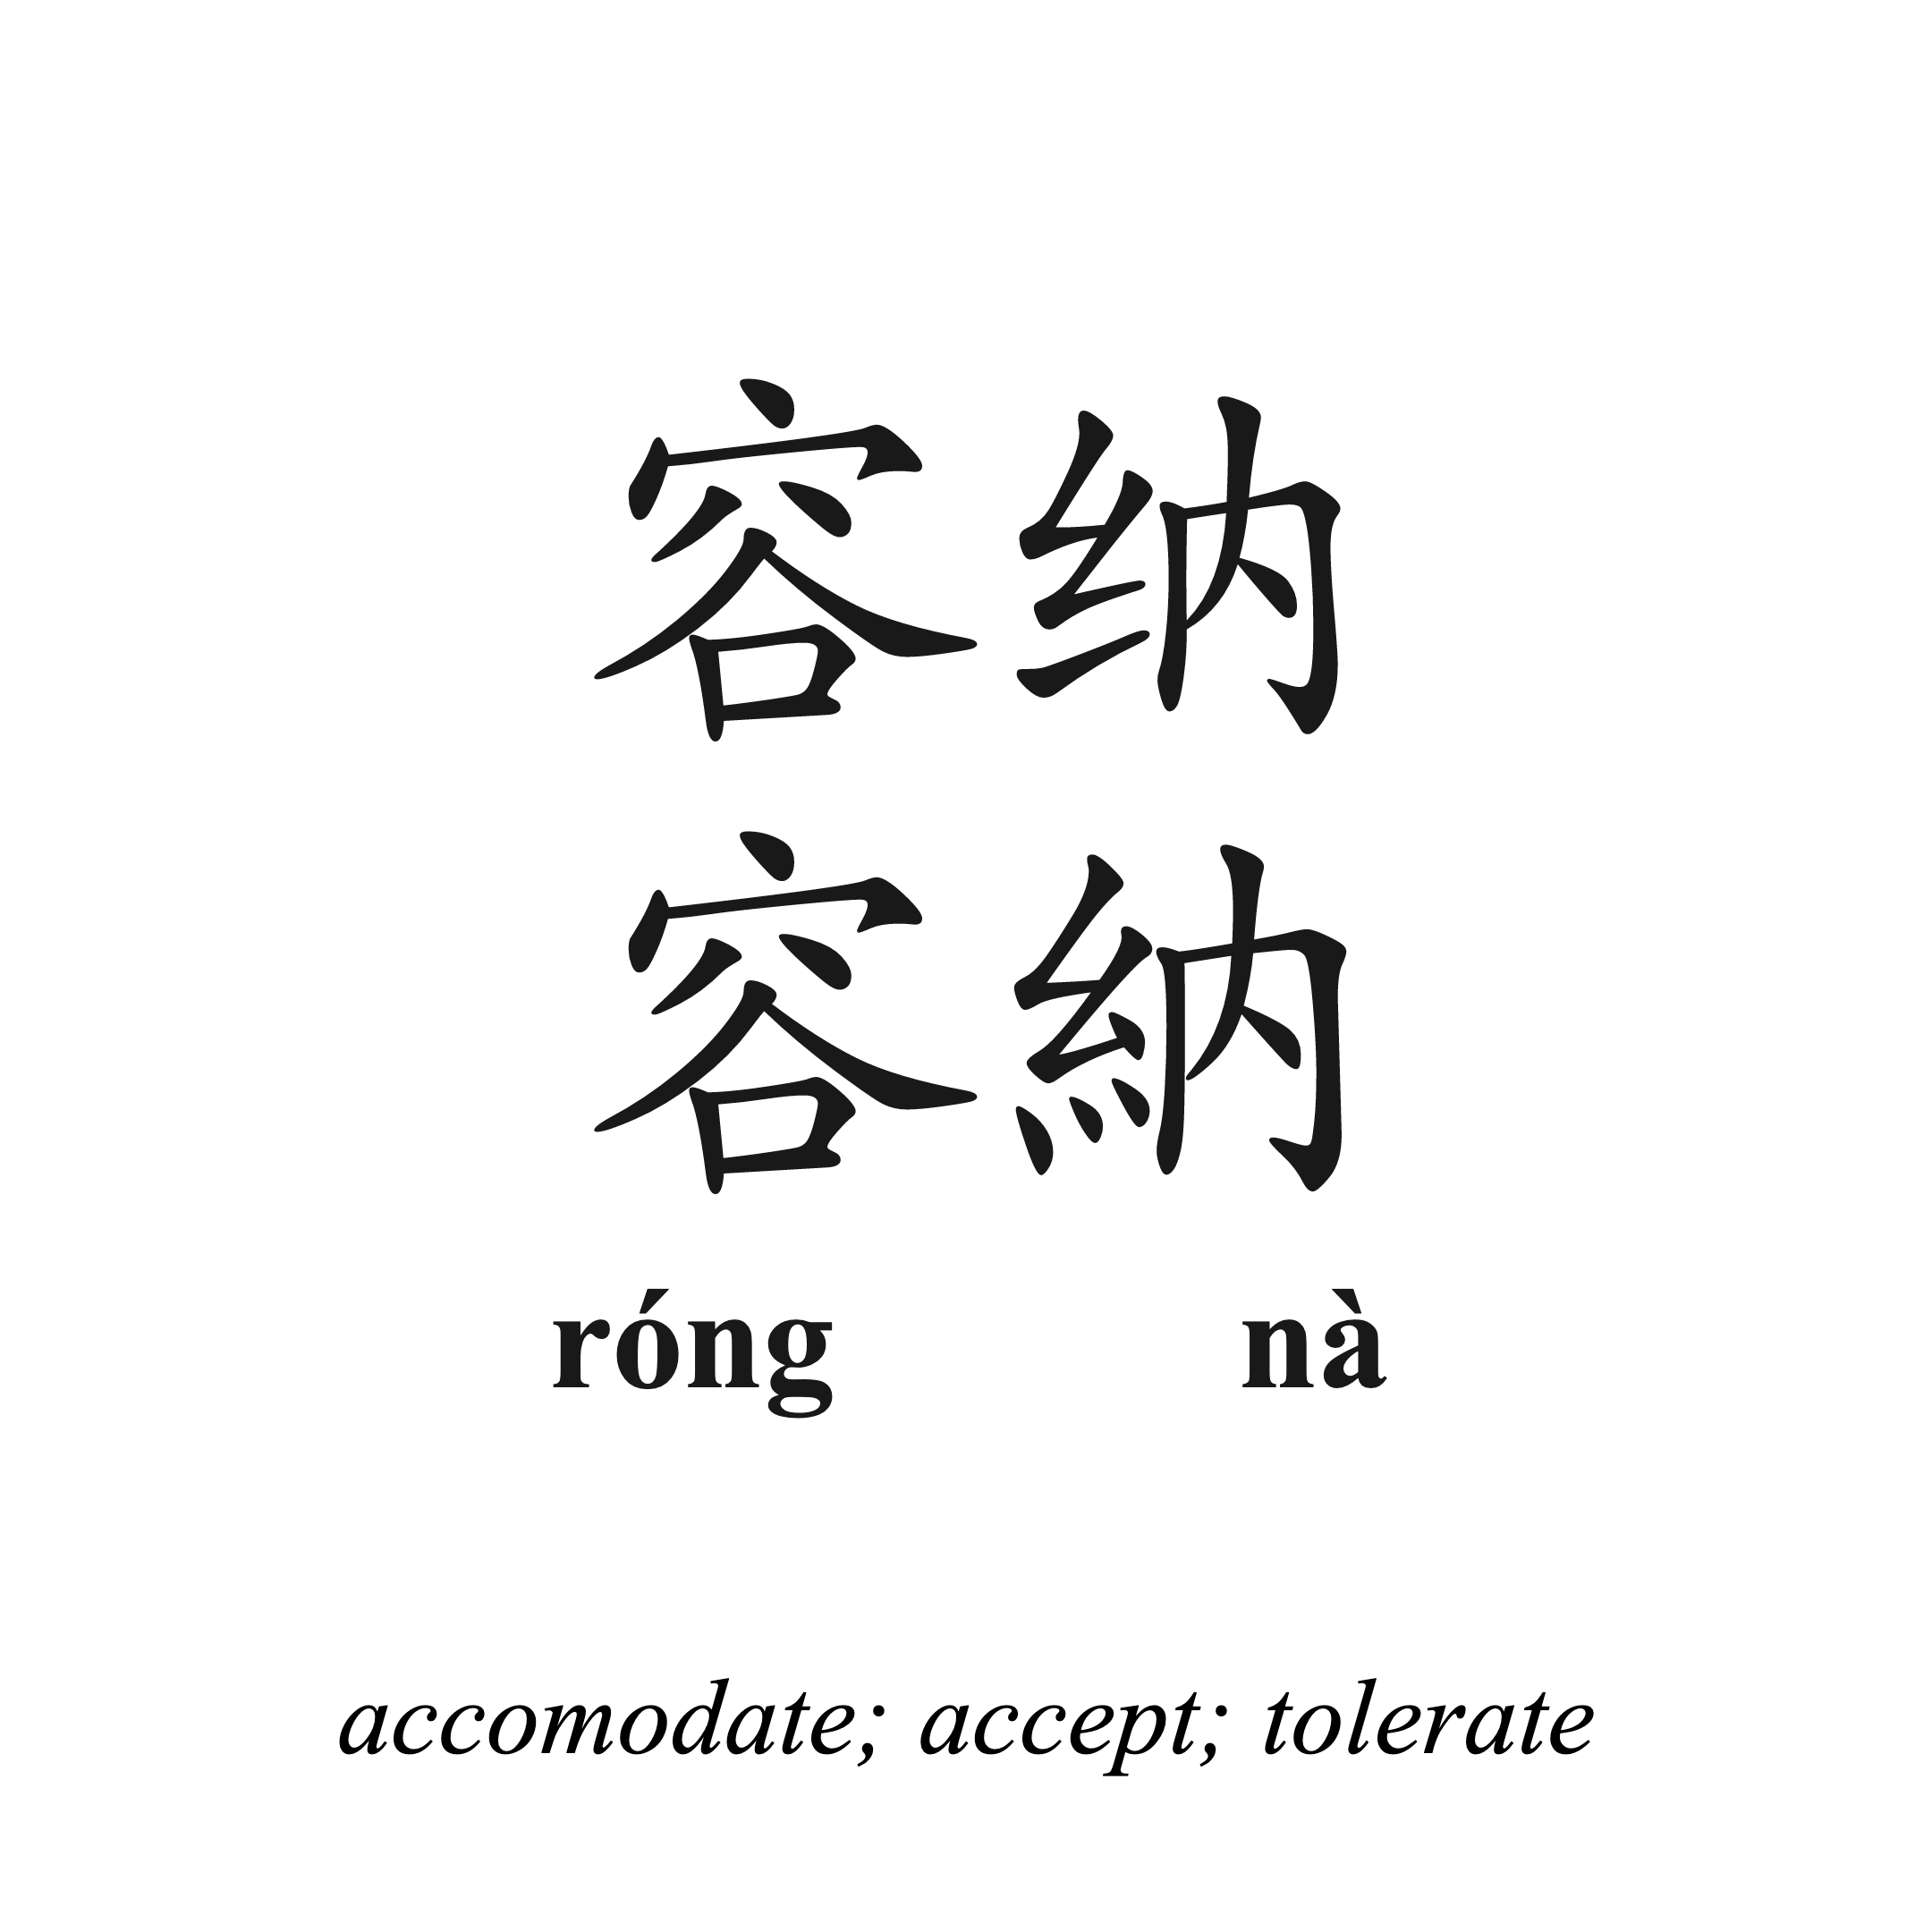 容纳
容納
róng nà
accomodate; accept; tolerate